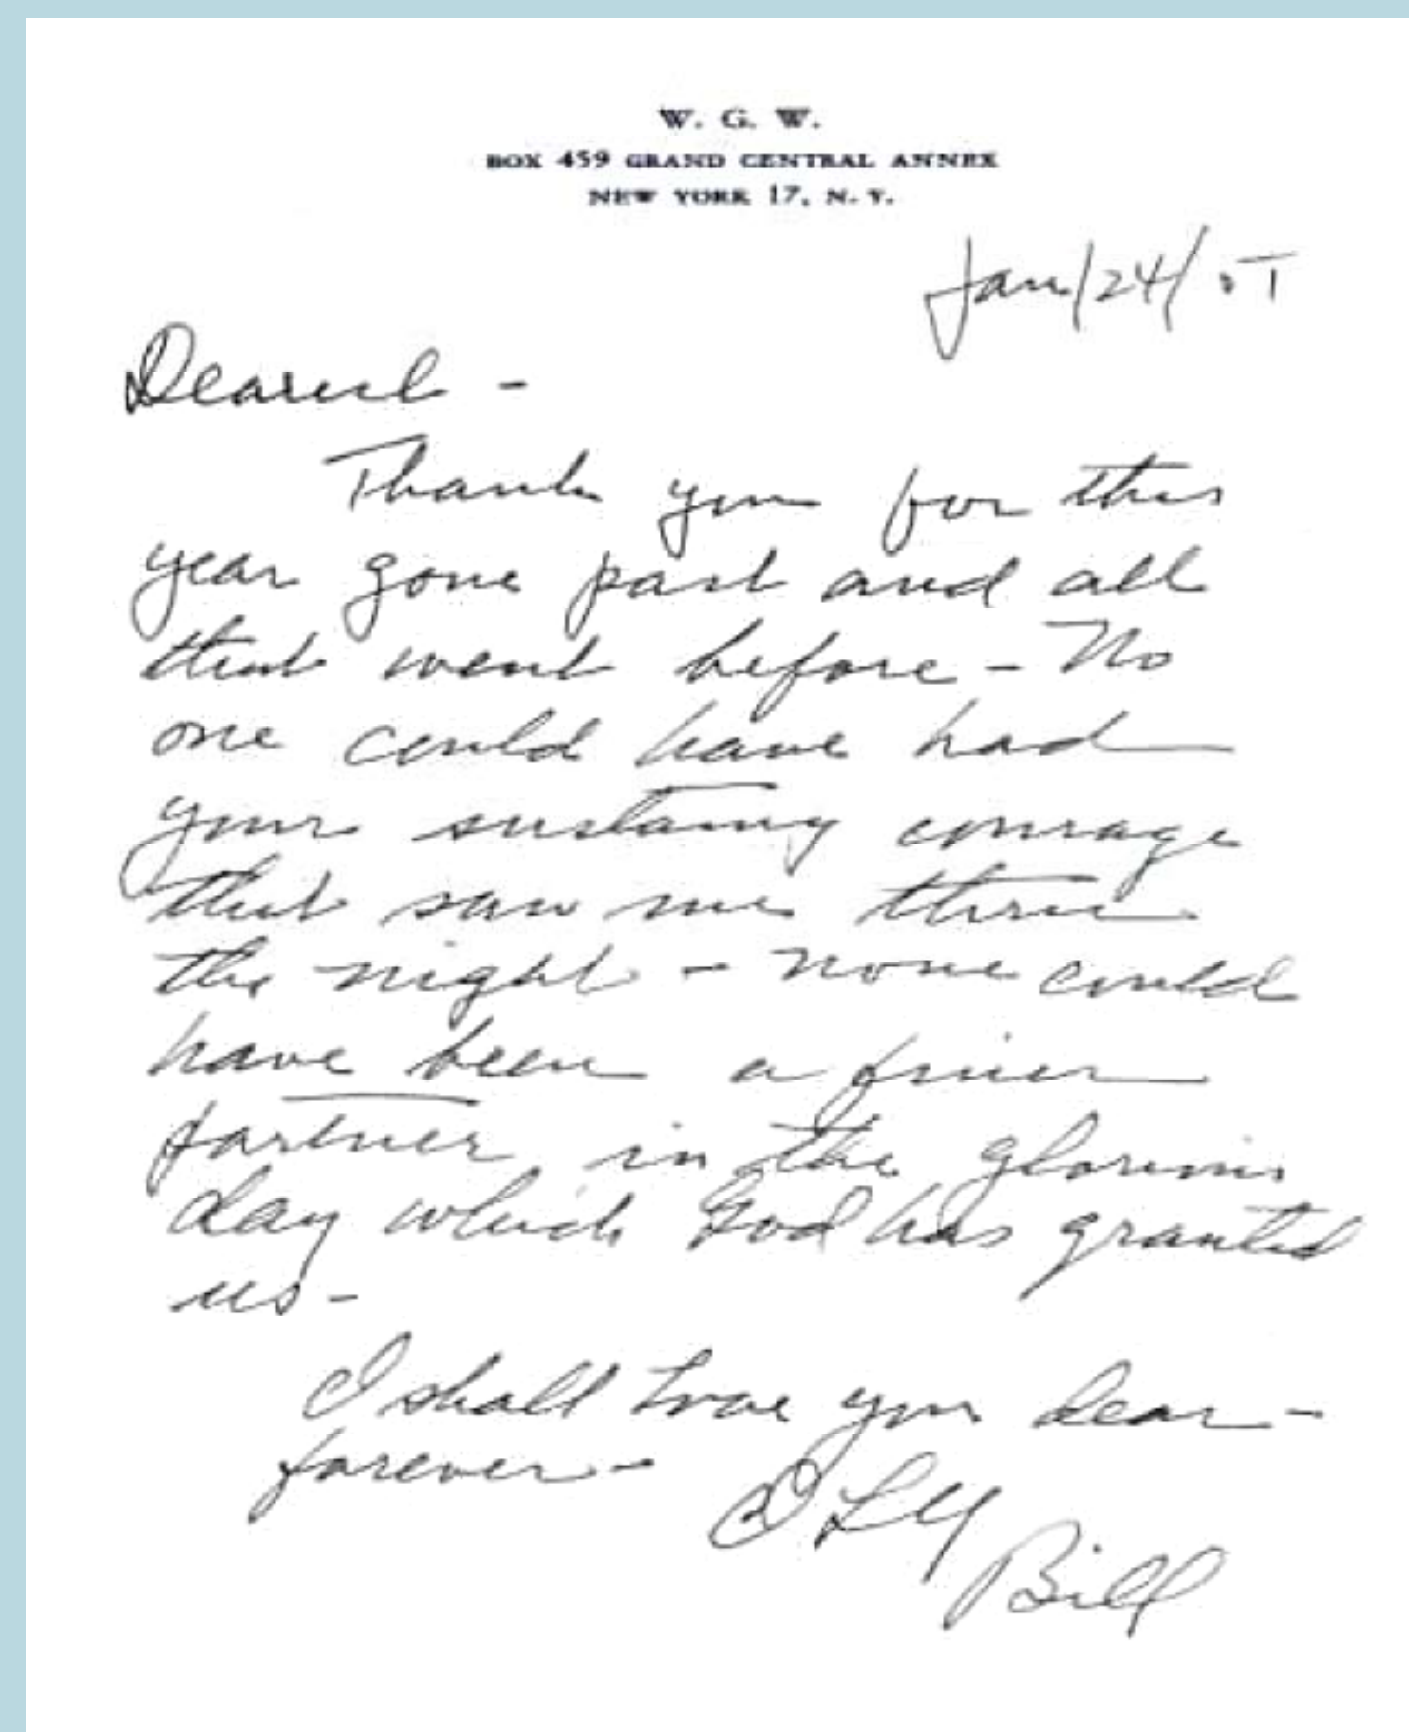 W. G. W.
BOX 459 GRAND CENTRAL ANNEX
NEW YORK 17, N. Y.
Jan/24/
Dearest -
Thank you for this
year gone past and all
that went before - No
one could have had
your sustaining courage
that saw me thru
the night - none could
have been a finer
partner in the glorious
day which God has granted
us -
I shall love you dear -
forever -
ILY
Bill